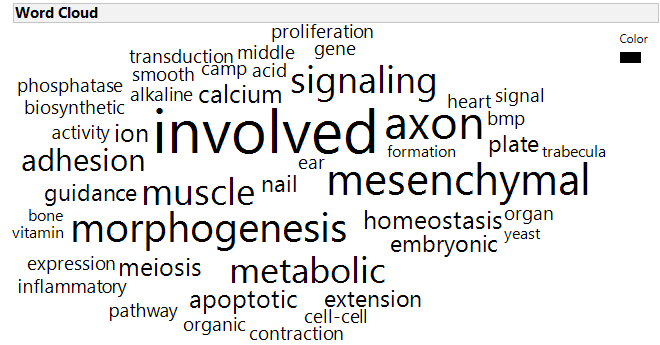 Word Cloud
proliferation
Color
transduction middle gene
smooth camp acid signaling
phosphatase
alkaline calcium heart signal
biosynthetic
activity ion involved axon bmp
plate
adhesion ear formation trabecula
guidance muscle nail mesenchymal
bone morphogenesis homeostasis organ
vitamin embryonic yeast
expression meiosis metabolic
inflammatory
apoptotic extension
pathway
organic cell-cell
contraction